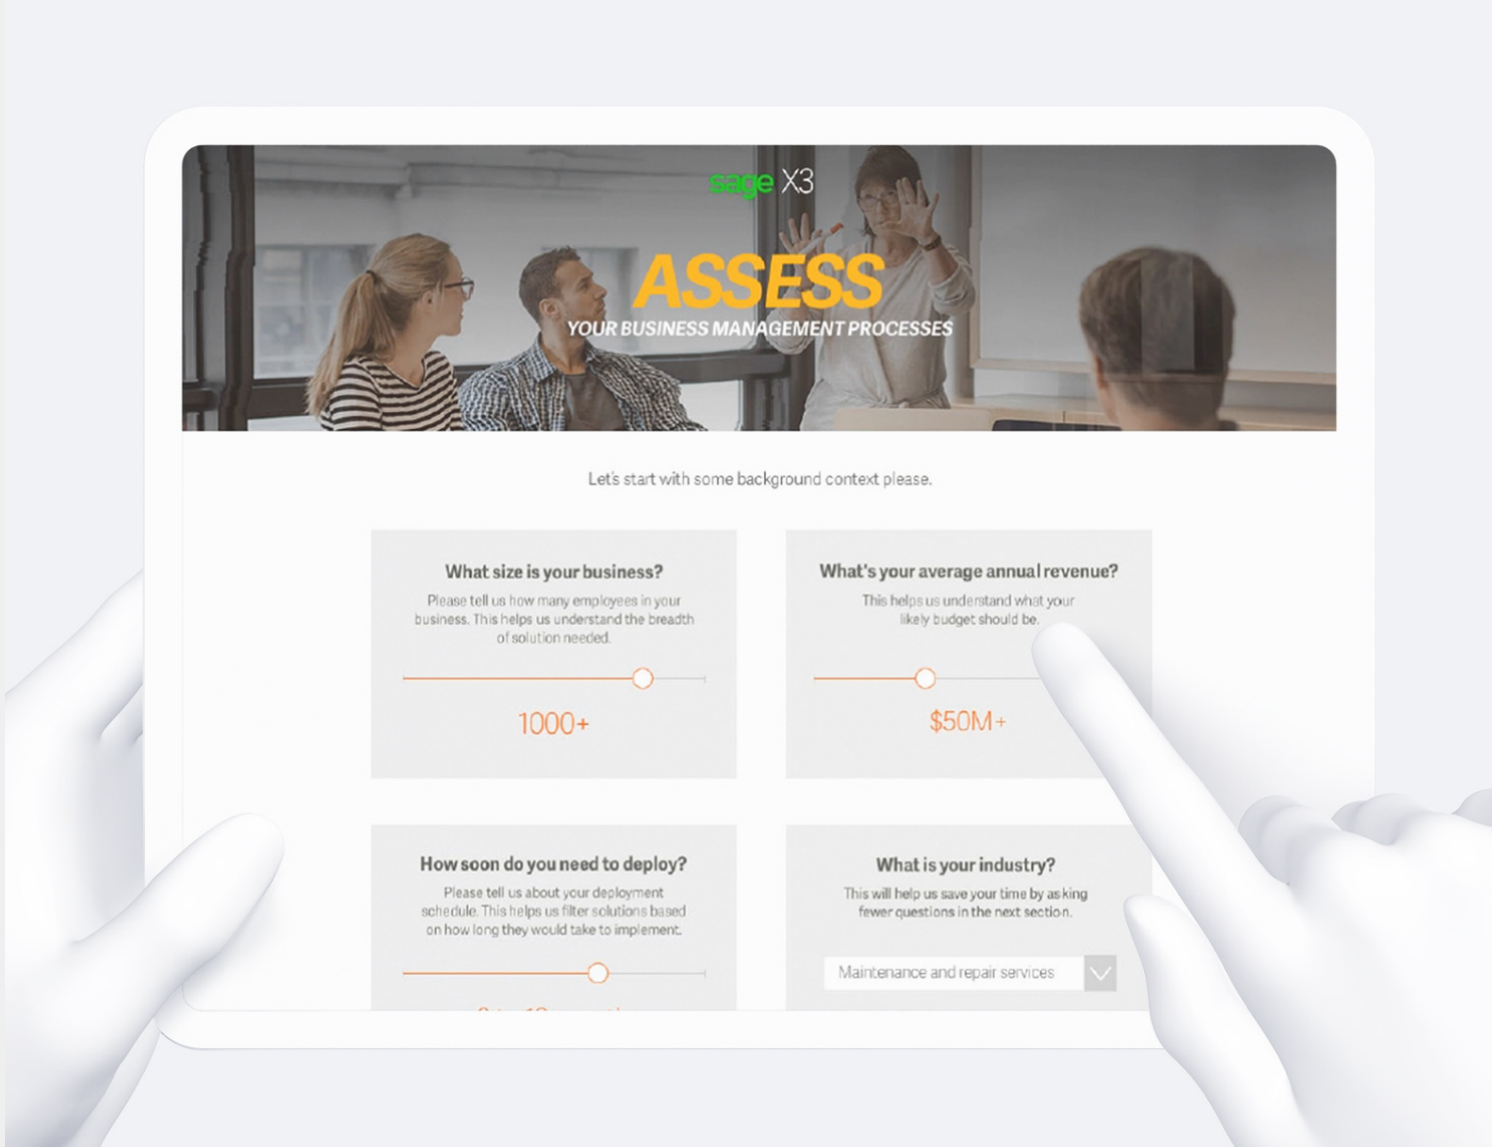 sage X3
ASSESS
YOUR BUSINESS MANAGEMENT PROCESSES
Let's start with some background context please.
What size is your business?
Please tell us how many employees in your
business. This helps us understand the breadth
of solution needed.
1000+
What's your average annual revenue?
This helps us understand what your
likely budget should be.
$50M+
How soon do you need to deploy?
Please tell us about your deployment
schedule. This helps us filter solutions based
on how long they would take to implement.
What is your industry?
This will help us save your time by asking
fewer questions in the next section.
Maintenance and repair services